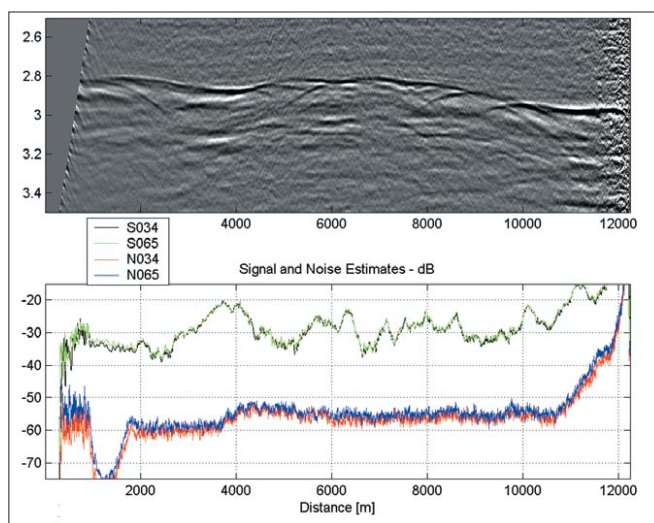 2.6
2.8
3
3.2
3.4
4000 6000 8000 10000 12000
S034
S065
N034
N065
Signal and Noise Estimates - dB
-20
-30
-40
-50
-60
-70
2000 4000 6000 8000 10000 12000
Distance [m]